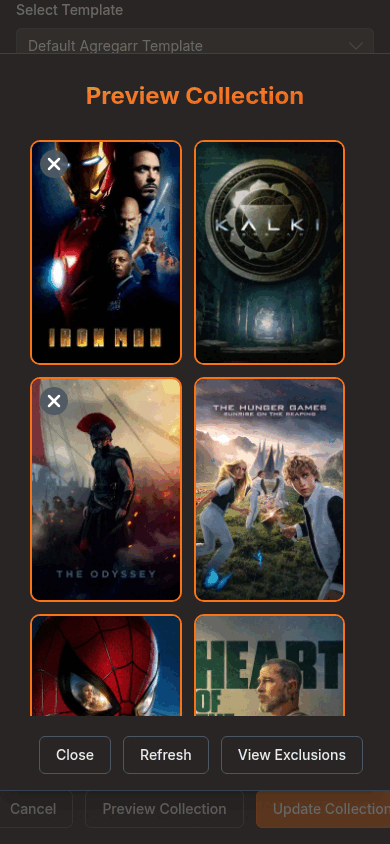 Select Template
Default Agregarr Template
Preview Collection
IRON MAN
KALKI
THE ODYSSEY
THE HUNGER GAMES
SUNRISE ON THE REAPING
HEART
OF
THE
Close
Refresh
View Exclusions
Cancel
Preview Collection
Update Collection